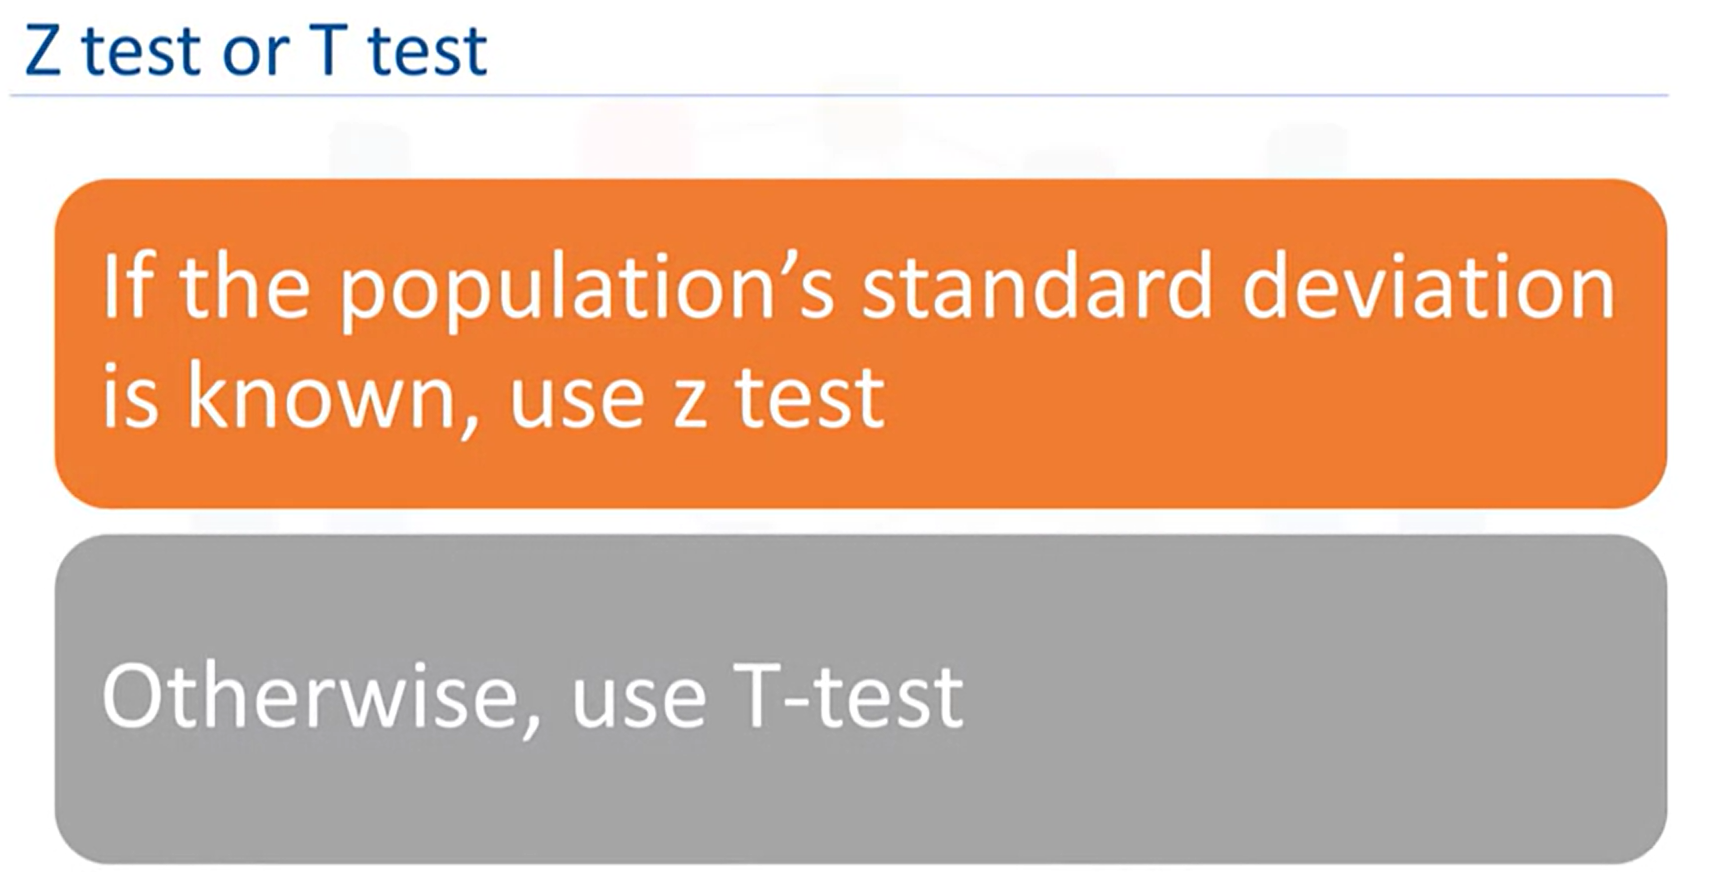 Z test or T test
If the population’s standard deviation
is known, use z test
Otherwise, use T-test